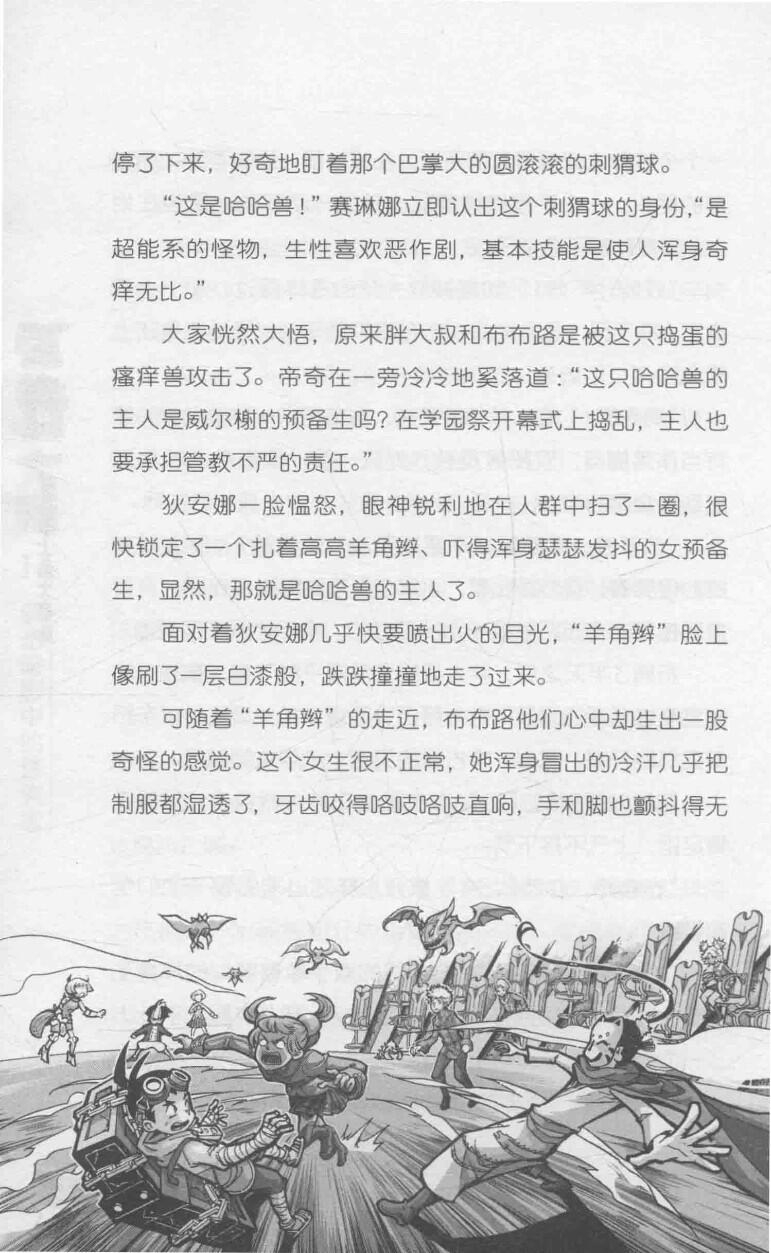 停了下来，好奇地盯着那个巴掌大的圆滚滚的刺猬球。
“这是哈哈兽！”赛琳娜立即认出这个刺猬球的身份，“是
超能系的怪物，生性喜欢恶作剧，基本技能是使人浑身奇
痒无比。”
大家恍然大悟，原来胖大叔和布布路是被这只捣蛋的
瘙痒兽攻击了。帝奇在一旁冷冷地奚落道：“这只哈哈兽的
主人是威尔榭的预备生吗？在学园祭开幕式上捣乱，主人也
要承担管教不严的责任。”
狄安娜一脸愠怒，眼神锐利地在人群中扫了一圈，很
快锁定了一个扎着高高羊角辫、吓得浑身瑟瑟发抖的女预备
生，显然，那就是哈哈兽的主人了。
面对着狄安娜几乎快要喷出火的目光，“羊角辫”脸上
像刷了一层白漆般，跌跌撞撞地走了过来。
可随着“羊角辫”的走近，布布路他们心中却生出一股
奇怪的感觉。这个女生很不正常，她浑身冒出的冷汗几乎把
制服都湿透了，牙齿咬得咯吱咯吱直响，手和脚也颤抖得无